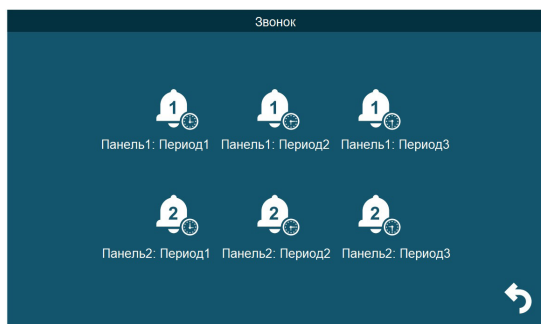 Звонок
1 1 1
Панель1: Период1 Панель1: Период2 Панель1: Период3
2 2 2
Панель2: Период1 Панель2: Период2 Панель2: Период3